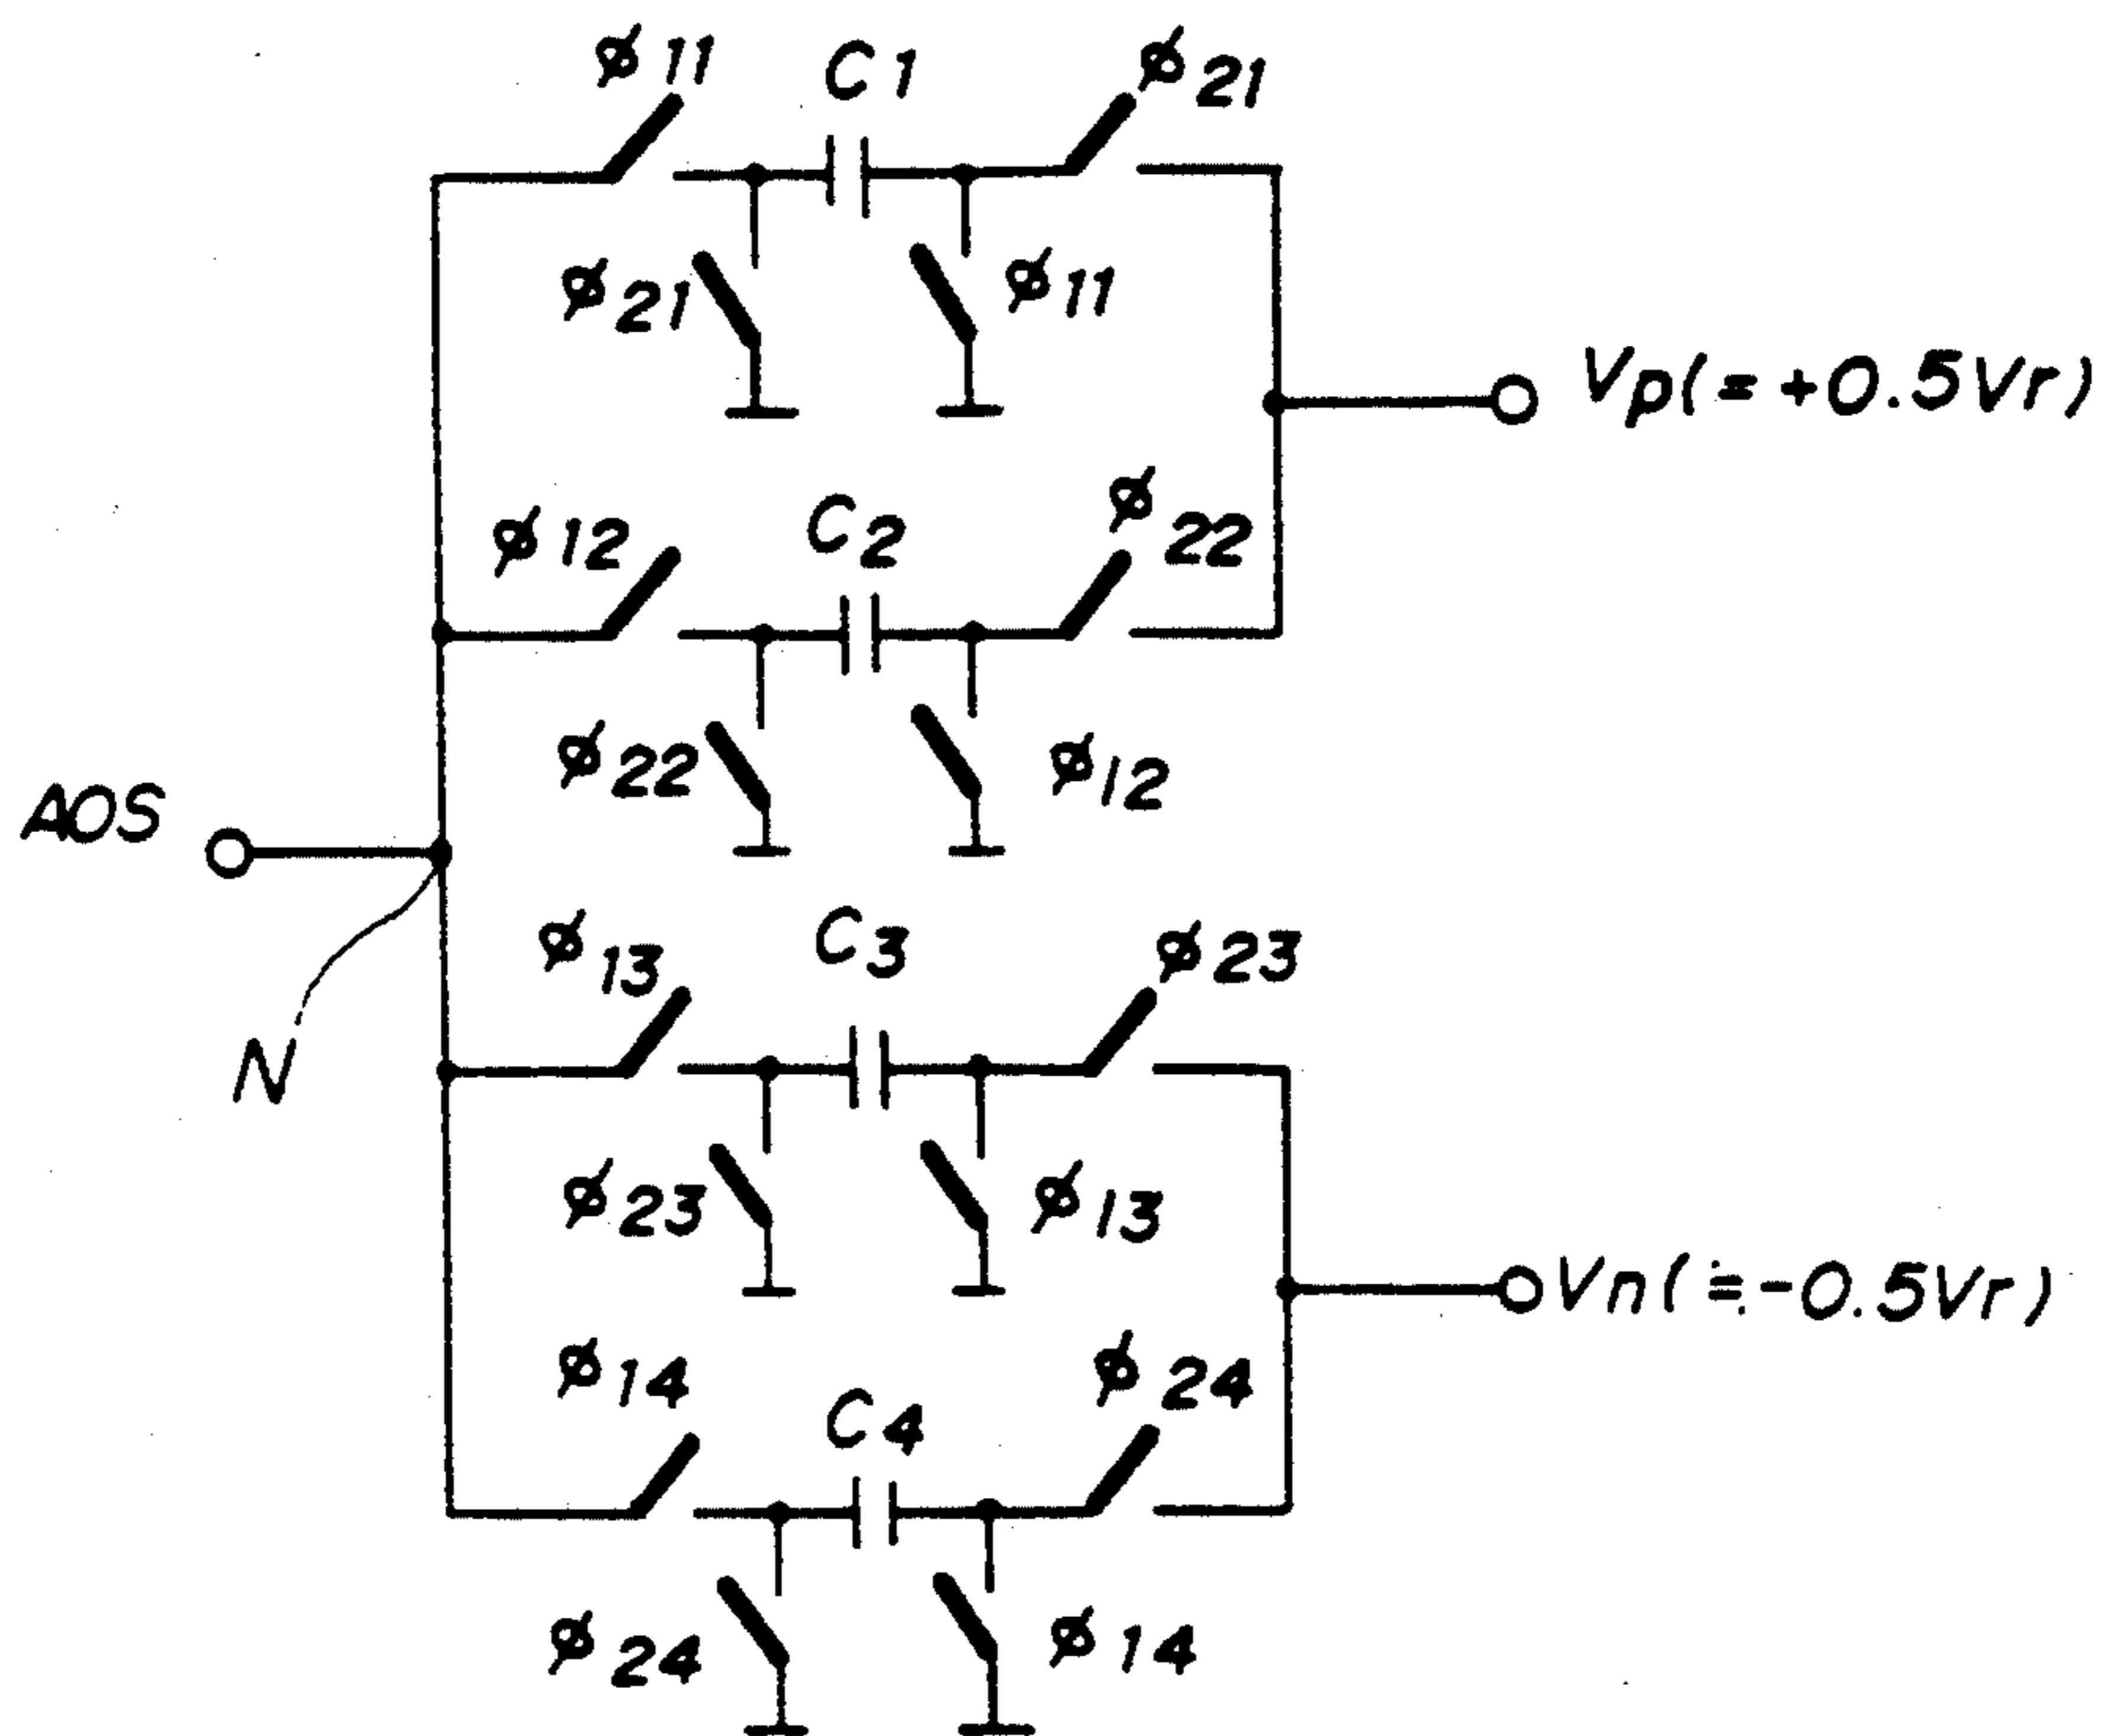 ø11
C1
ø21
ø21
ø11
Vp(=+0.5Vr)
ø12
C2
ø22
ø22
ø12
AOS
N
ø13
C3
ø23
ø23
ø13
Vn(≒-0.5Vr)
ø14
C4
ø24
ø24
ø14